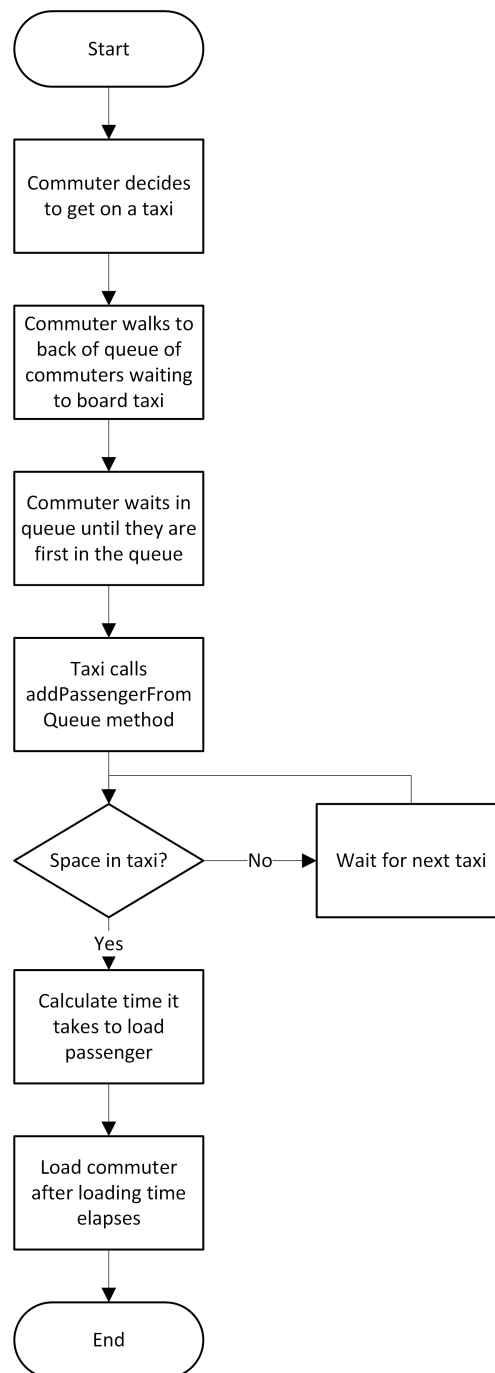 Start
Commuter decides
to get on a taxi
Commuter walks to
back of queue of
commuters waiting
to board taxi
Commuter waits in
queue until they are
first in the queue
Taxi calls
addPassengerFrom
Queue method
Space in taxi?
No
Wait for next taxi
Yes
Calculate time it
takes to load
passenger
Load commuter
after loading time
elapses
End